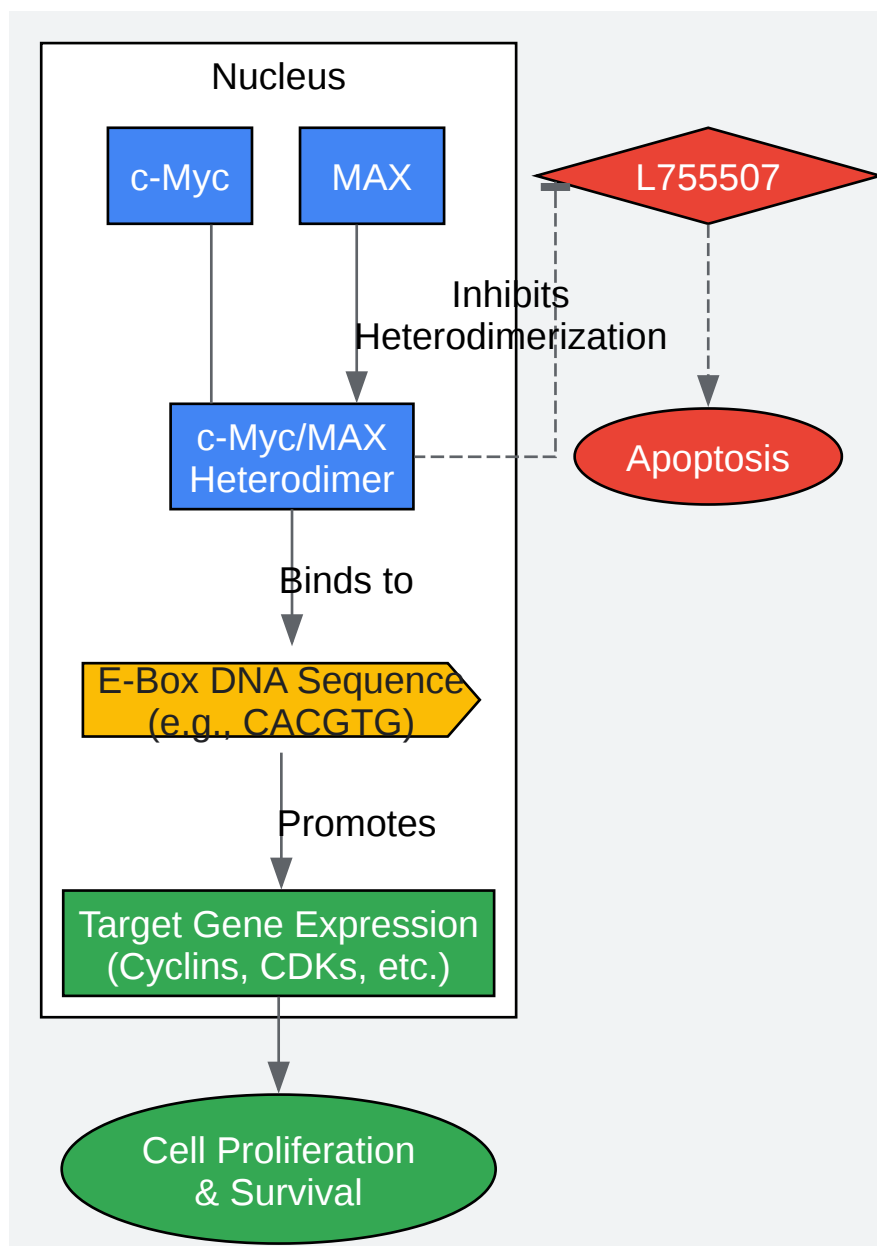 Nucleus
c-Myc
MAX
L755507
Inhibits
Heterodimerization
c-Myc/MAX
Heterodimer
Apoptosis
Binds to
E-Box DNA Sequence
(e.g., CACGTG)
Promotes
Target Gene Expression
(Cyclins, CDKs, etc.)
Cell Proliferation
& Survival